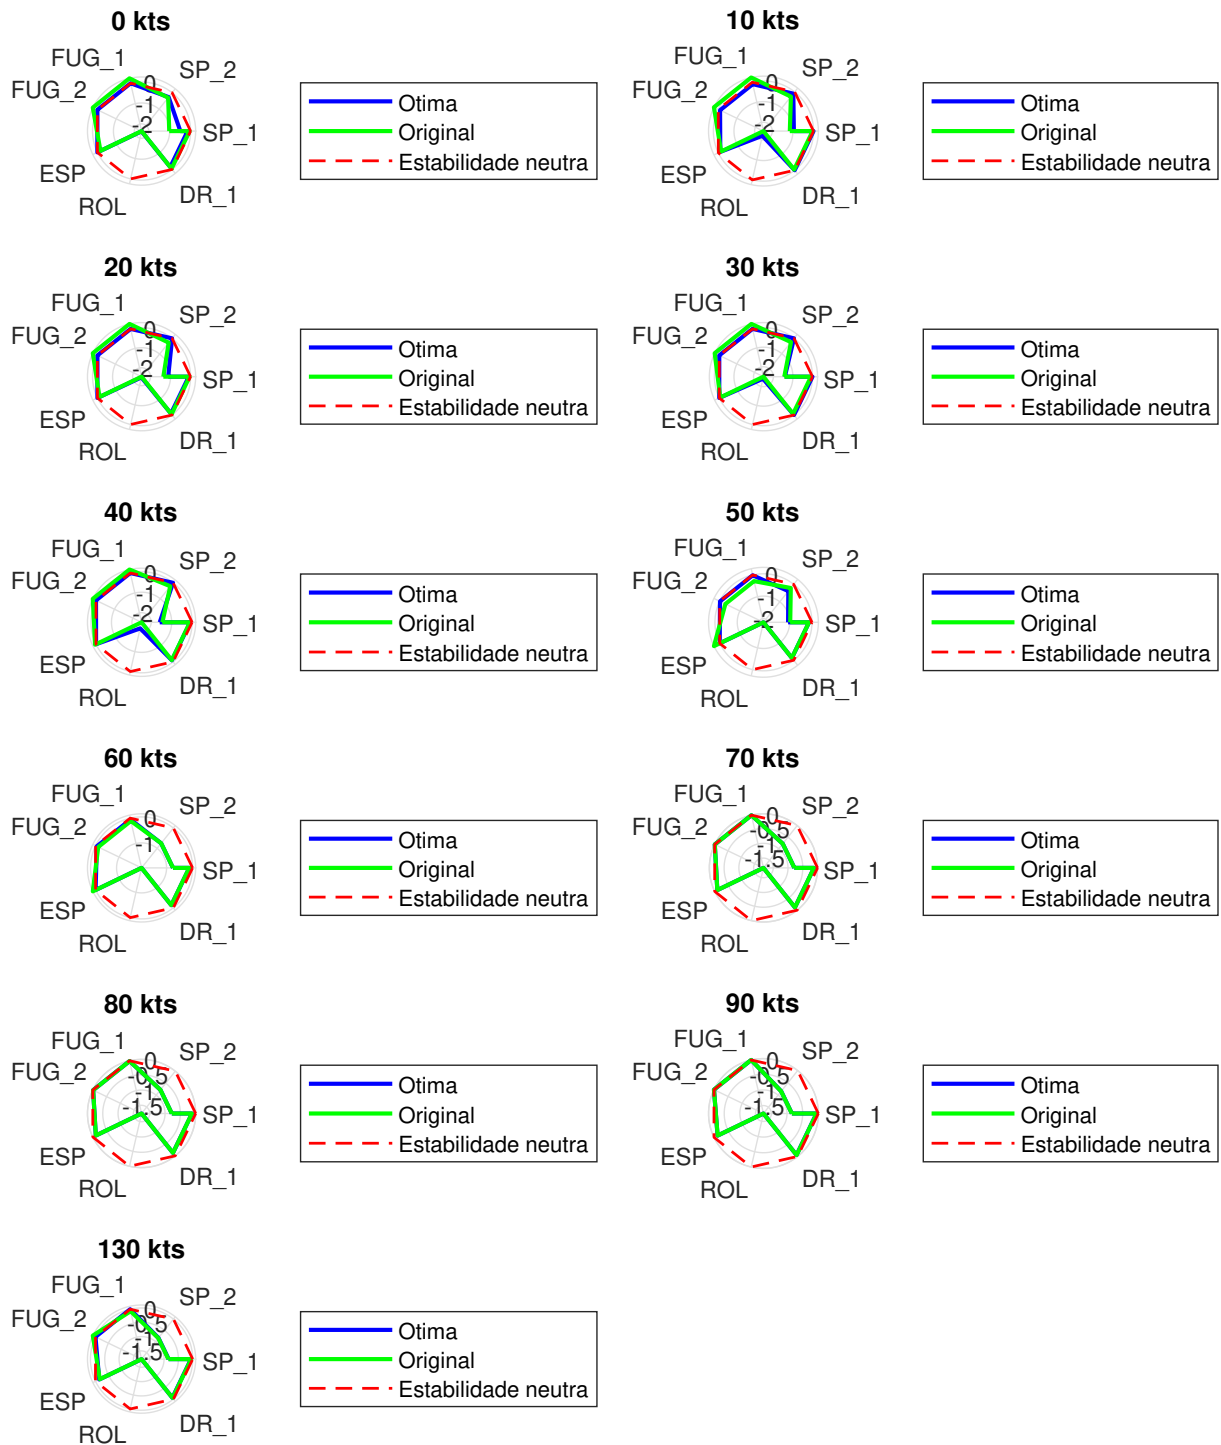 0 kts
FUG_1
SP_2
FUG_2
0
-1
-2
SP_1
ESP
ROL
DR_1
Otima
Original
Estabilidade neutra
10 kts
FUG_1
SP_2
FUG_2
0
-1
-2
SP_1
ESP
ROL
DR_1
Otima
Original
Estabilidade neutra
20 kts
FUG_1
SP_2
FUG_2
0
-1
-2
SP_1
ESP
ROL
DR_1
Otima
Original
Estabilidade neutra
30 kts
FUG_1
SP_2
FUG_2
0
-1
-2
SP_1
ESP
ROL
DR_1
Otima
Original
Estabilidade neutra
40 kts
FUG_1
SP_2
FUG_2
0
-1
-2
SP_1
ESP
ROL
DR_1
Otima
Original
Estabilidade neutra
50 kts
FUG_1
SP_2
FUG_2
0
-1
-2
SP_1
ESP
ROL
DR_1
Otima
Original
Estabilidade neutra
60 kts
FUG_1
SP_2
FUG_2
0
-1
SP_1
ESP
ROL
DR_1
Otima
Original
Estabilidade neutra
70 kts
FUG_1
SP_2
FUG_2
0
-0.5
-1
-1.5
SP_1
ESP
ROL
DR_1
Otima
Original
Estabilidade neutra
80 kts
FUG_1
SP_2
FUG_2
0
-0.5
-1
-1.5
SP_1
ESP
ROL
DR_1
Otima
Original
Estabilidade neutra
90 kts
FUG_1
SP_2
FUG_2
0
-0.5
-1
-1.5
SP_1
ESP
ROL
DR_1
Otima
Original
Estabilidade neutra
130 kts
FUG_1
SP_2
FUG_2
0
-0.5
-1
-1.5
SP_1
ESP
ROL
DR_1
Otima
Original
Estabilidade neutra